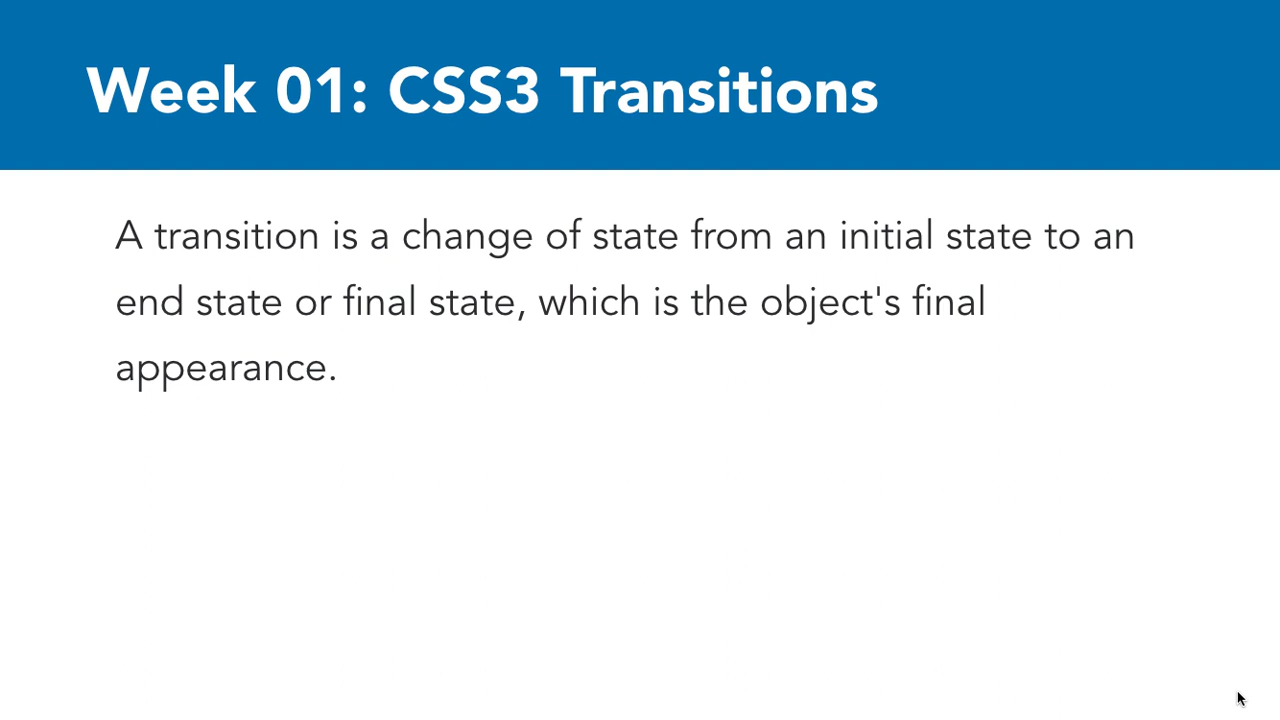 Week 01: CSS3 Transitions
A transition is a change of state from an initial state to an
end state or final state, which is the object's final
appearance.